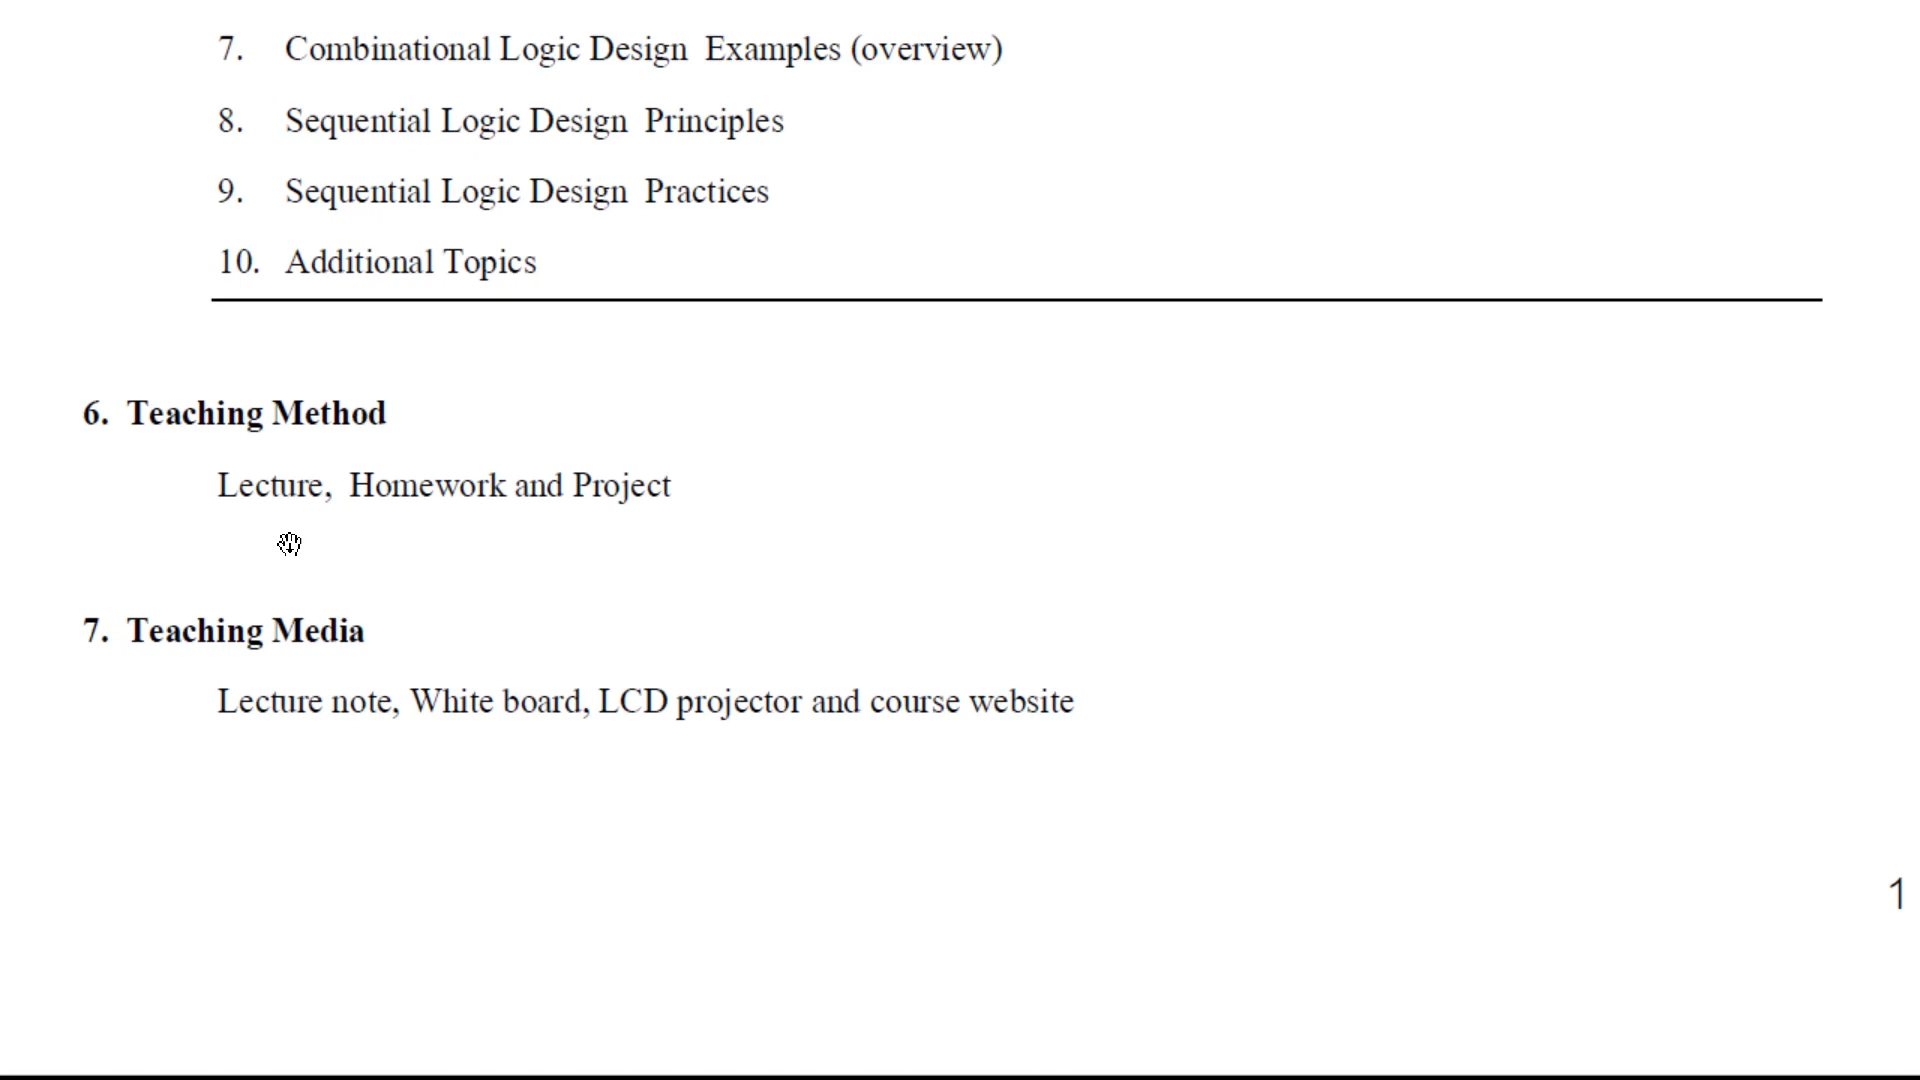 7. Combinational Logic Design Examples (overview)
8. Sequential Logic Design Principles
9. Sequential Logic Design Practices
10. Additional Topics
6. Teaching Method
Lecture, Homework and Project
7. Teaching Media
Lecture note, White board, LCD projector and course website
1